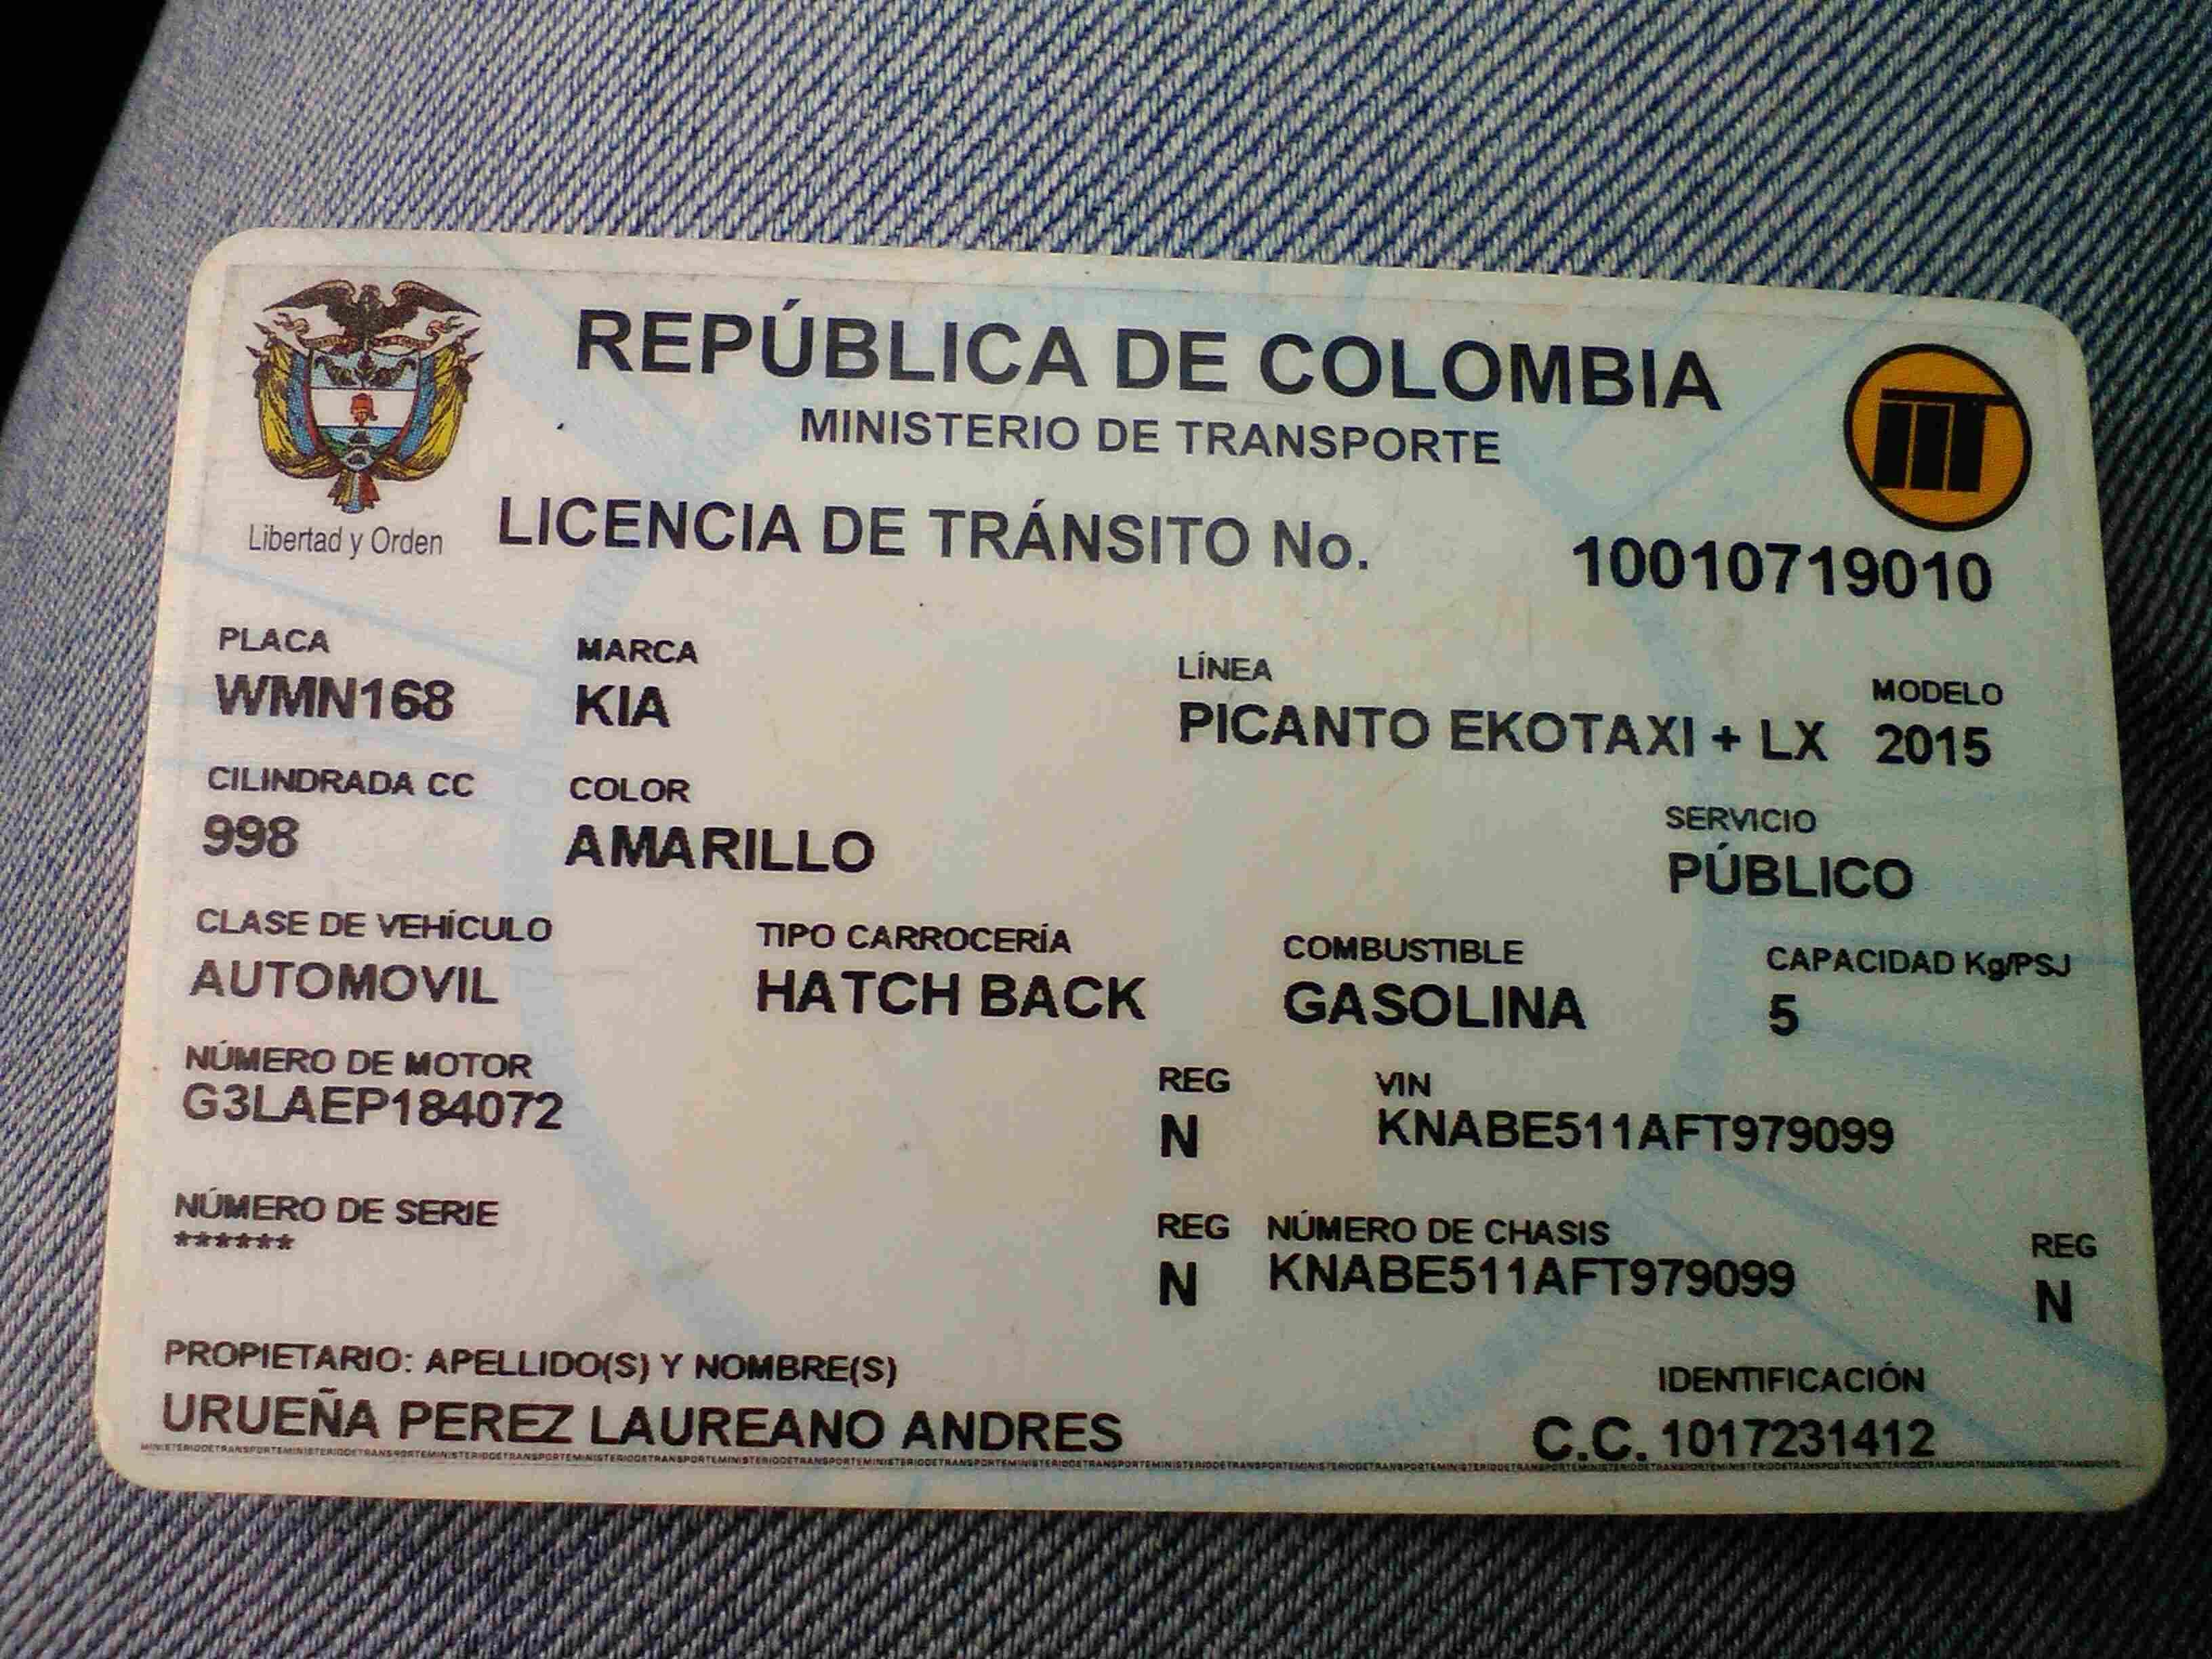 REPÚBLICA DE COLOMBIA
MINISTERIO DE TRANSPORTE
Libertad y Orden
LICENCIA DE TRÁNSITO No. 10010719010
PLACA MARCA LÍNEA MODELO
WMN168 KIA PICANTO EKOTAXI + LX 2015
CILINDRADA CC COLOR SERVICIO
998 AMARILLO PÚBLICO
CLASE DE VEHÍCULO TIPO CARROCERÍA COMBUSTIBLE CAPACIDAD Kg/PSJ
AUTOMOVIL HATCH BACK GASOLINA 5
NÚMERO DE MOTOR REG VIN
G3LAEP184072 N KNABE511AFT979099
NÚMERO DE SERIE REG NÚMERO DE CHASIS REG
****** N KNABE511AFT979099 N
PROPIETARIO: APELLIDO(S) Y NOMBRE(S) IDENTIFICACIÓN
URUEÑA PEREZ LAUREANO ANDRES C.C. 1017231412